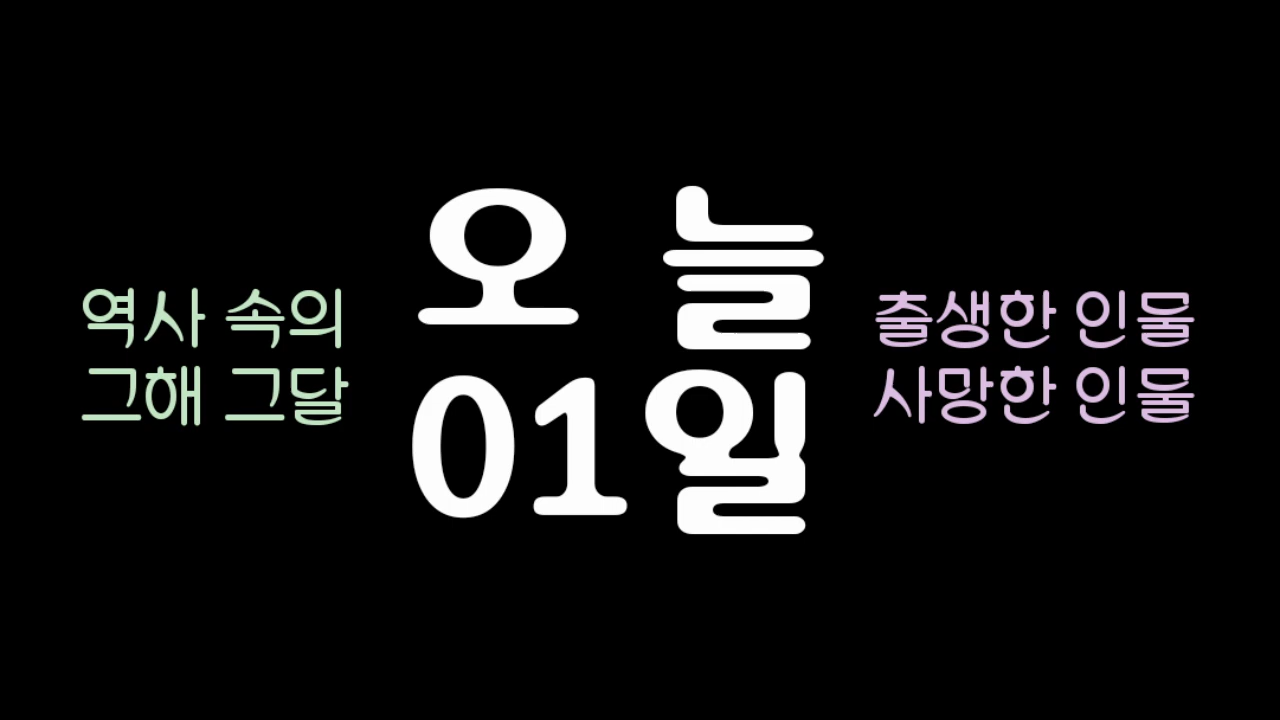 역사 속의
그해 그달
오 늘
01일
출생한 인물
사망한 인물